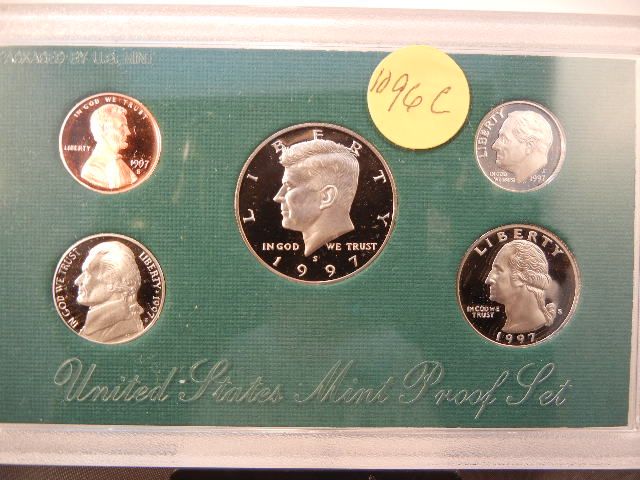 PACKAGED BY U.S. MINT
1096 C
IN GOD WE TRUST
LIBERTY
1997
S
LIBERTY
IN GOD WE TRUST
S
1997
LIBERTY
IN GOD
WE TRUST
S
1997
IN GOD WE TRUST
LIBERTY 1997
LIBERTY
IN GOD WE
TRUST
S
1997
United States Mint Proof Set